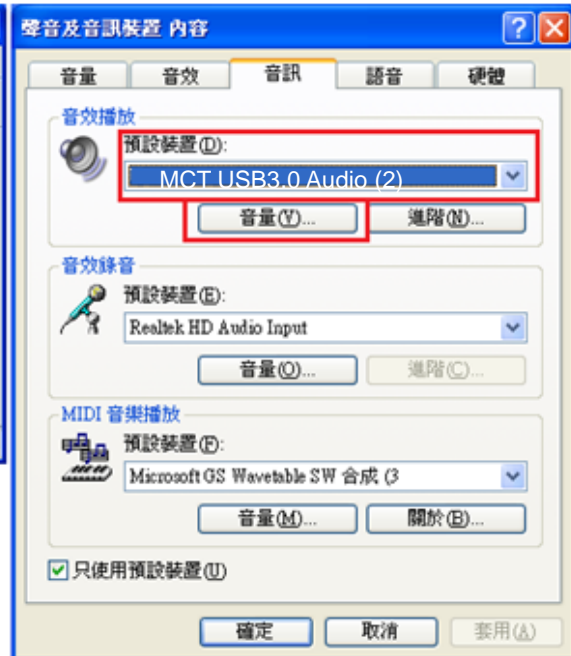 聲音及音訊裝置 內容
音量 音效 音訊 語音 硬體
音效播放
預設裝置(D):
MCT USB3.0 Audio (2)
音量(V)... 進階(N)...
音效錄音
預設裝置(E):
Realtek HD Audio Input
音量(O)... 進階(C)...
MIDI 音樂播放
預設裝置(F):
Microsoft GS Wavetable SW 合成 (3
音量(M)... 關於(B)...
只使用預設裝置(U)
確定 取消 套用(A)